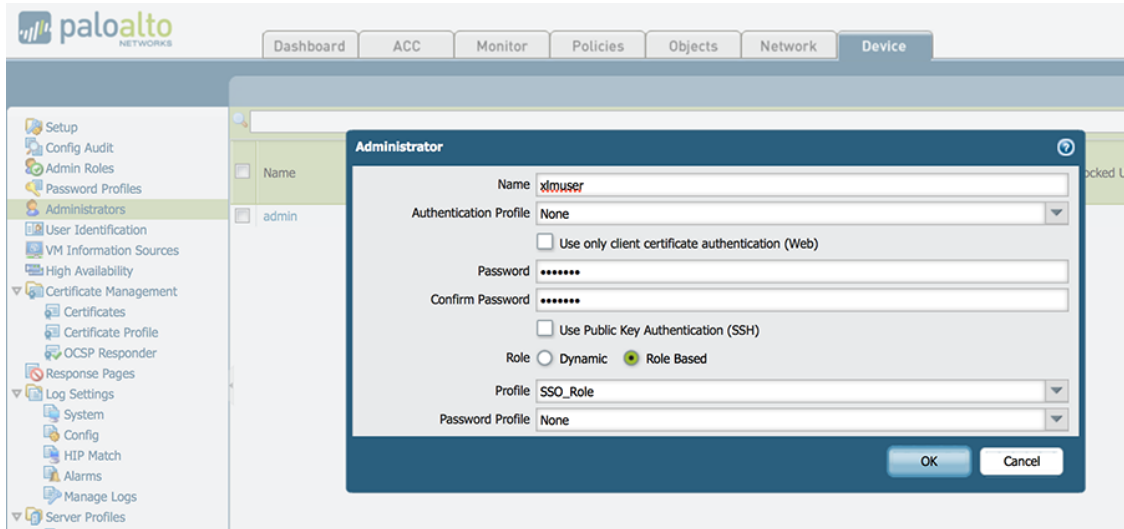 paloalto
NETWORKS
Dashboard ACC Monitor Policies Objects Network Device
Setup
Config Audit
Admin Roles
Password Profiles
Administrators
User Identification
VM Information Sources
High Availability
Certificate Management
Certificates
Certificate Profile
OCSP Responder
Response Pages
Log Settings
System
Config
HIP Match
Alarms
Manage Logs
Server Profiles
Name
admin
ocked U
Administrator
Name xlmuser
Authentication Profile None
Use only client certificate authentication (Web)
Password •••••••
Confirm Password •••••••
Use Public Key Authentication (SSH)
Role Dynamic Role Based
Profile SSO_Role
Password Profile None
OK Cancel